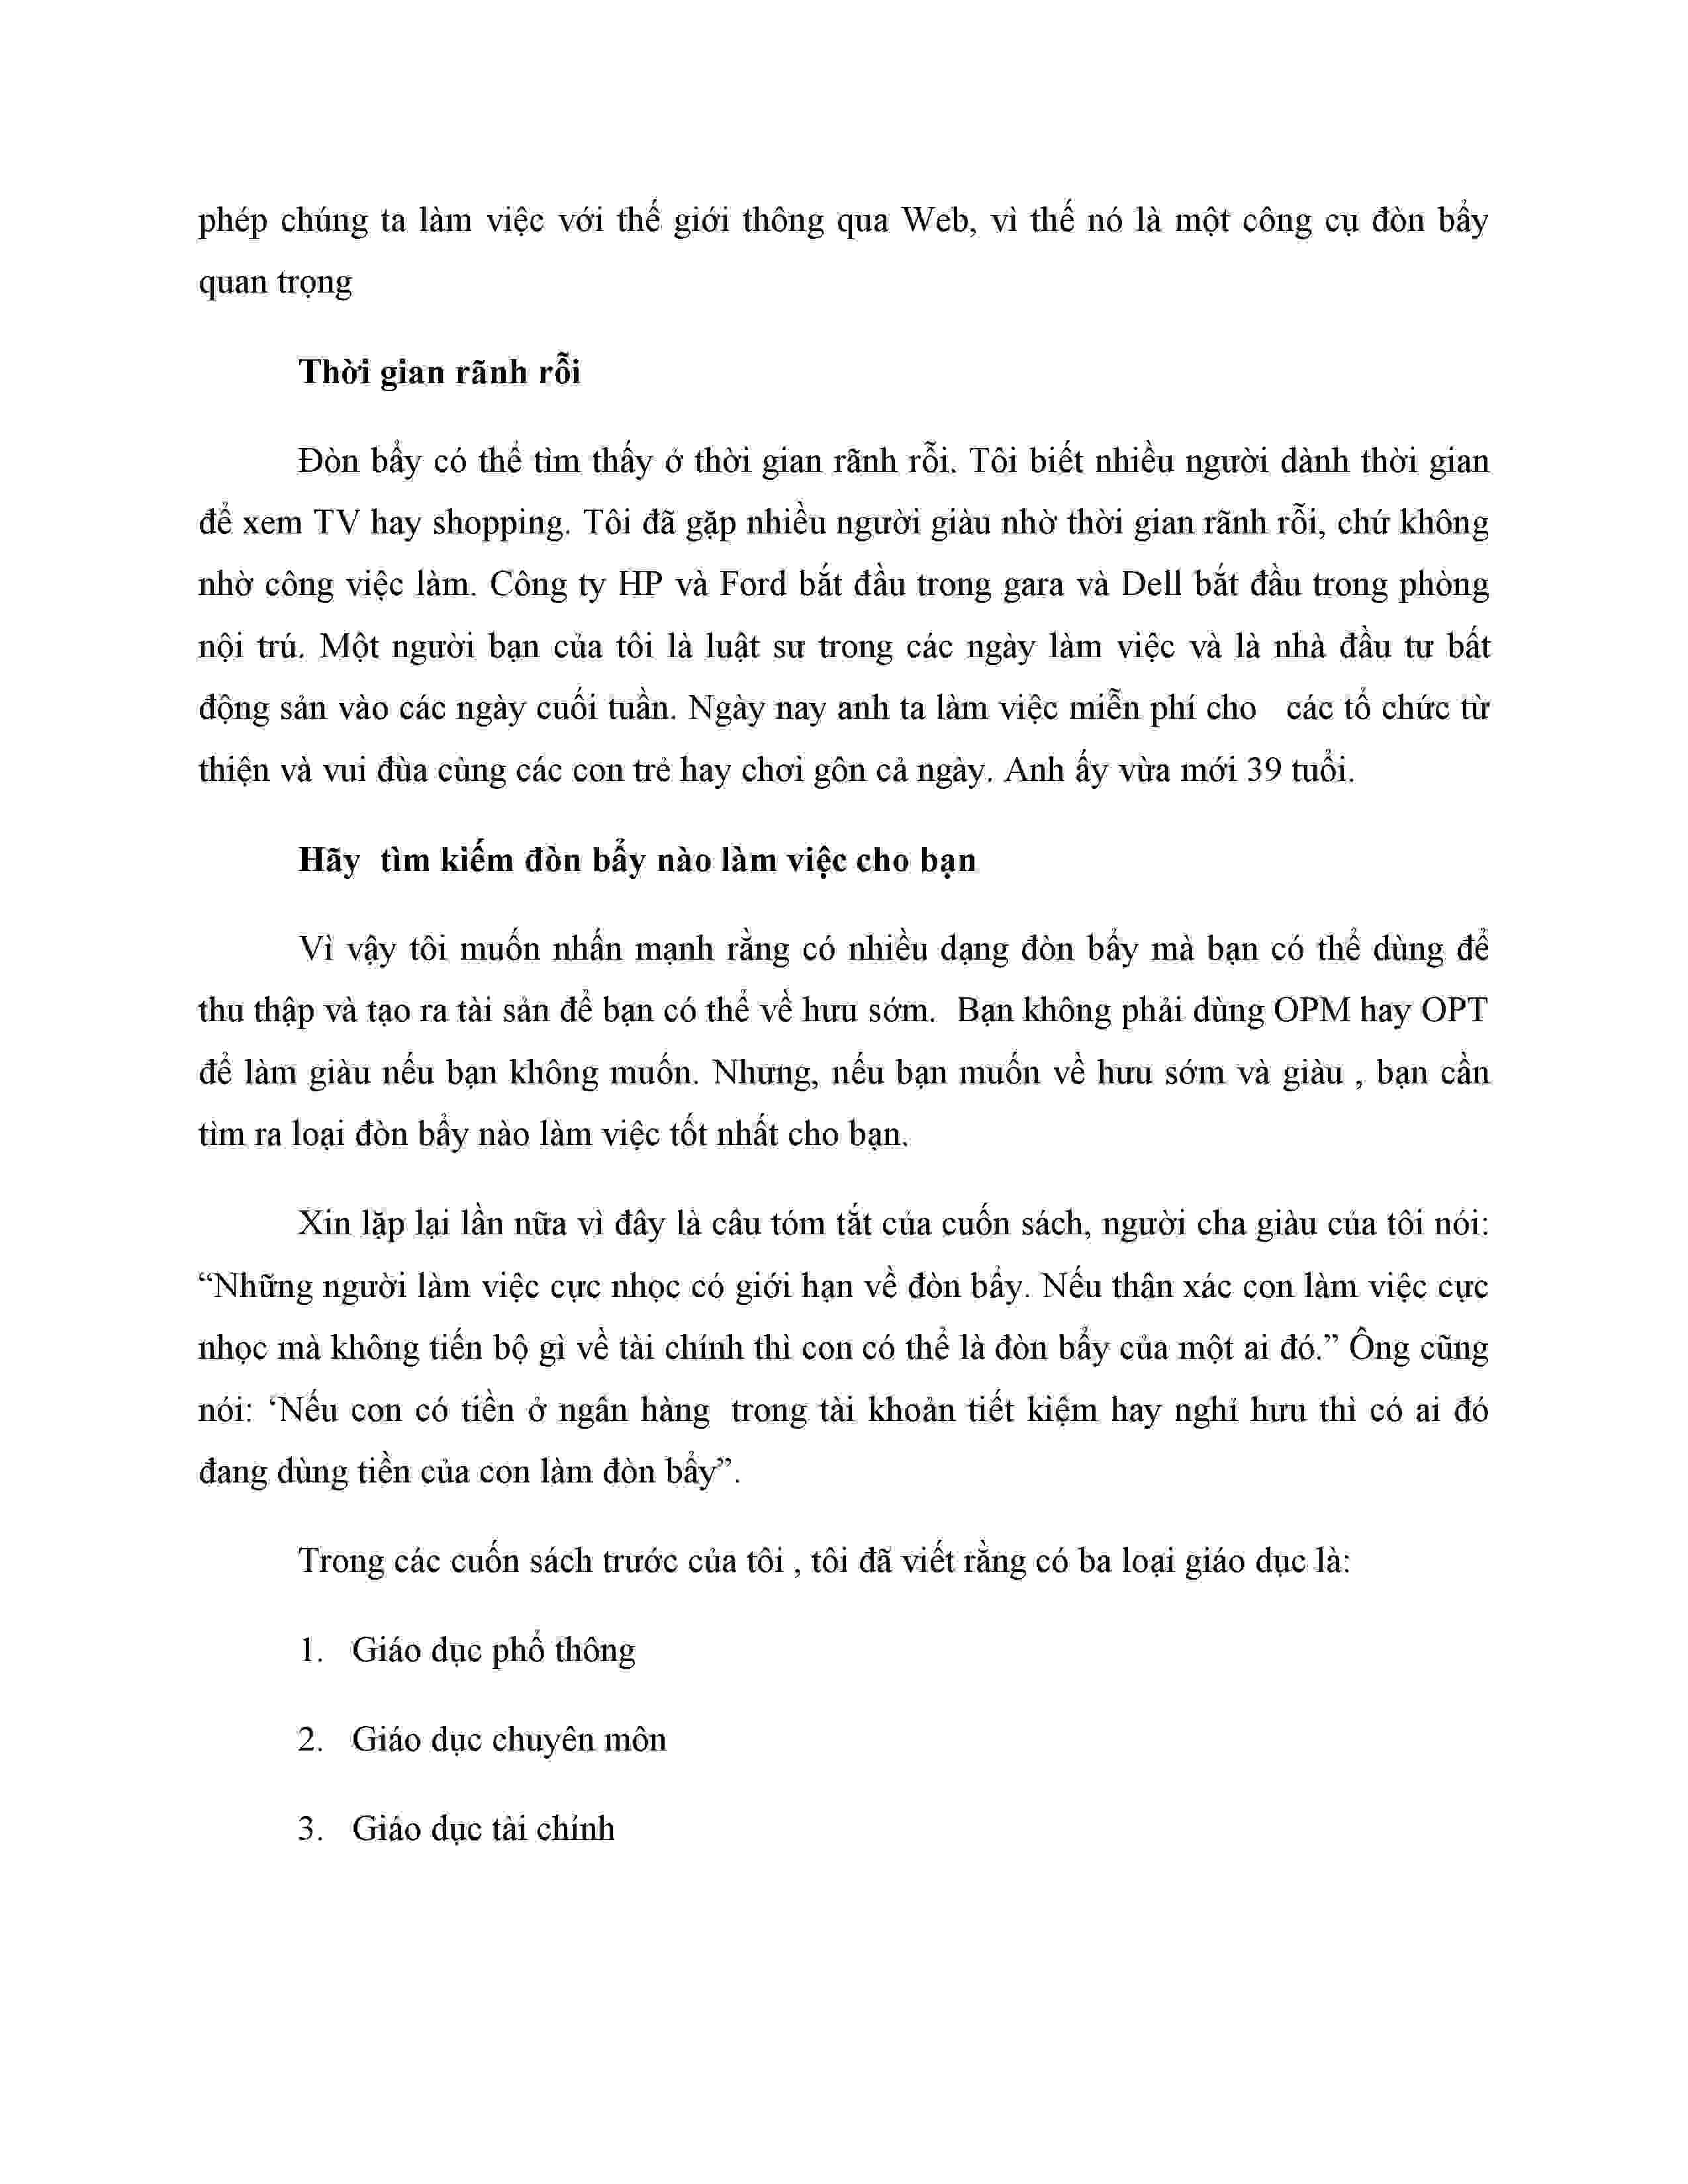 phép chúng ta làm việc với thế giới thông qua Web, vì thế nó là một công cụ đòn bẩy
quan trọng
Thời gian rãnh rỗi
Đòn bẩy có thể tìm thấy ở thời gian rãnh rỗi. Tôi biết nhiều người dành thời gian
để xem TV hay shopping. Tôi đã gặp nhiều người giàu nhờ thời gian rãnh rỗi, chứ không
nhờ công việc làm. Công ty HP và Ford bắt đầu trong gara và Dell bắt đầu trong phòng
nội trú. Một người bạn của tôi là luật sư trong các ngày làm việc và là nhà đầu tư bất
động sản vào các ngày cuối tuần. Ngày nay anh ta làm việc miễn phí cho   các tổ chức từ
thiện và vui đùa cùng các con trẻ hay chơi gôn cả ngày. Anh ấy vừa mới 39 tuổi.
Hãy  tìm kiếm đòn bẩy nào làm việc cho bạn
Vì vậy tôi muốn nhấn mạnh rằng có nhiều dạng đòn bẩy mà bạn có thể dùng để
thu thập và tạo ra tài sản để bạn có thể về hưu sớm.  Bạn không phải dùng OPM hay OPT
để làm giàu nếu bạn không muốn. Nhưng, nếu bạn muốn về hưu sớm và giàu , bạn cần
tìm ra loại đòn bẩy nào làm việc tốt nhất cho bạn.
Xin lặp lại lần nữa vì đây là câu tóm tắt của cuốn sách, người cha giàu của tôi nói:
“Những người làm việc cực nhọc có giới hạn về đòn bẩy. Nếu thân xác con làm việc cực
nhọc mà không tiến bộ gì về tài chính thì con có thể là đòn bẩy của một ai đó.” Ông cũng
nói: ‘Nếu con có tiền ở ngân hàng  trong tài khoản tiết kiệm hay nghỉ hưu thì có ai đó
đang dùng tiền của con làm đòn bẩy”.
Trong các cuốn sách trước của tôi , tôi đã viết rằng có ba loại giáo dục là:
1. Giáo dục phổ thông
2. Giáo dục chuyên môn
3. Giáo dục tài chính